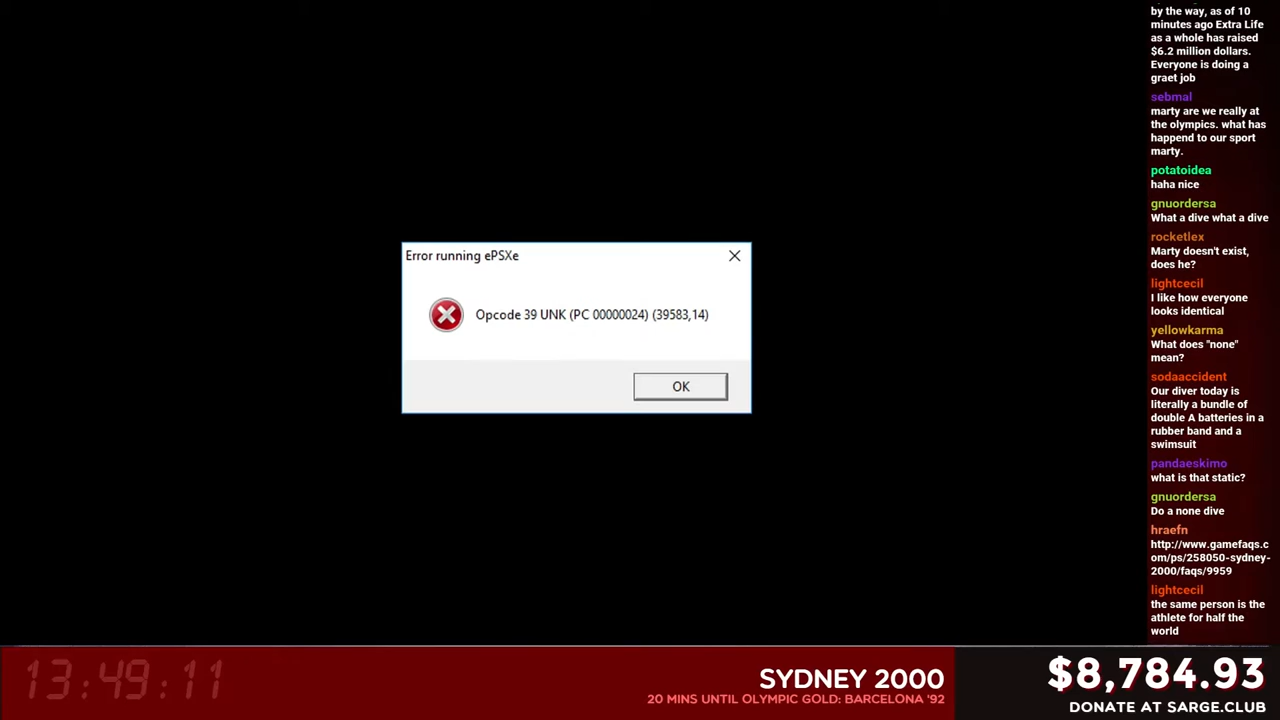 Error running ePSXe
Opcode 39 UNK (PC 00000024) (39583,14)
OK
by the way, as of 10
minutes ago Extra Life
as a whole has raised
$6.2 million dollars.
Everyone is doing a
graet job
sebmal
marty are we really at
the olympics. what has
happend to our sport
marty.
potatoidea
haha nice
gnuordersa
What a dive what a dive
rocketlex
Marty doesn't exist,
does he?
lightcecil
I like how everyone
looks identical
yellowkarma
What does "none"
mean?
sodaaccident
Our diver today is
literally a bundle of
double A batteries in a
rubber band and a
swimsuit
pandaeskimo
what is that static?
gnuordersa
Do a none dive
hraefn
http://www.gamefaqs.c
om/ps/258050-sydney-
2000/faqs/9959
lightcecil
the same person is the
athlete for half the
world
13:49:11
SYDNEY 2000
20 MINS UNTIL OLYMPIC GOLD: BARCELONA '92
$8,784.93
DONATE AT SARGE.CLUB